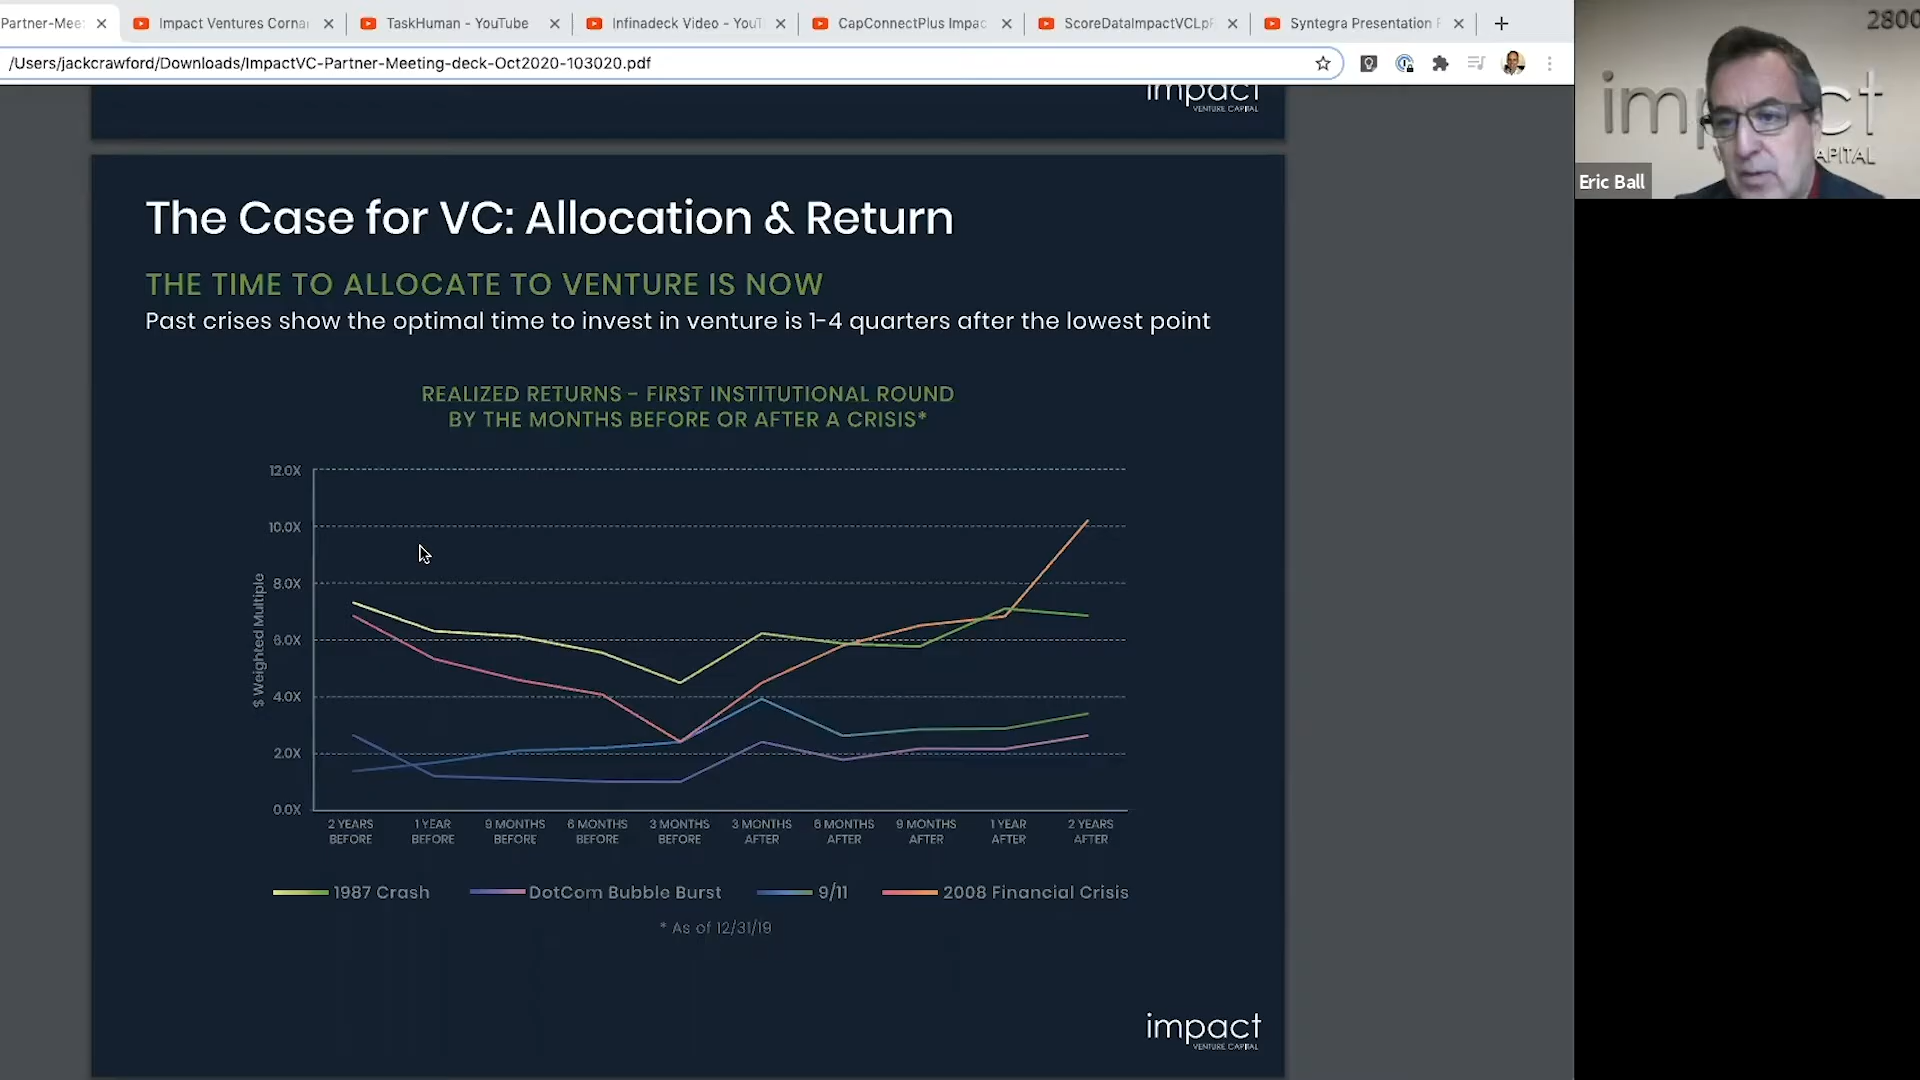 Partner-Mee
Impact Ventures Corna
TaskHuman - YouTube
Infinadeck Video - YouT
CapConnectPlus Impac
ScoreDataImpactVCLpP
Syntegra Presentation
/Users/jackcrawford/Downloads/ImpactVC-Partner-Meeting-deck-Oct2020-103020.pdf
impact
VENTURE CAPITAL
The Case for VC: Allocation & Return
THE TIME TO ALLOCATE TO VENTURE IS NOW
Past crises show the optimal time to invest in venture is 1-4 quarters after the lowest point
REALIZED RETURNS - FIRST INSTITUTIONAL ROUND
BY THE MONTHS BEFORE OR AFTER A CRISIS*
$ Weighted Multiple
12.0X
10.0X
8.0X
6.0X
4.0X
2.0X
0.0X
2 YEARS BEFORE
1 YEAR BEFORE
9 MONTHS BEFORE
6 MONTHS BEFORE
3 MONTHS BEFORE
3 MONTHS AFTER
6 MONTHS AFTER
9 MONTHS AFTER
1 YEAR AFTER
2 YEARS AFTER
1987 Crash
DotCom Bubble Burst
9/11
2008 Financial Crisis
* As of 12/31/19
impact
VENTURE CAPITAL
2800
imp ct
APITAL
Eric Ball